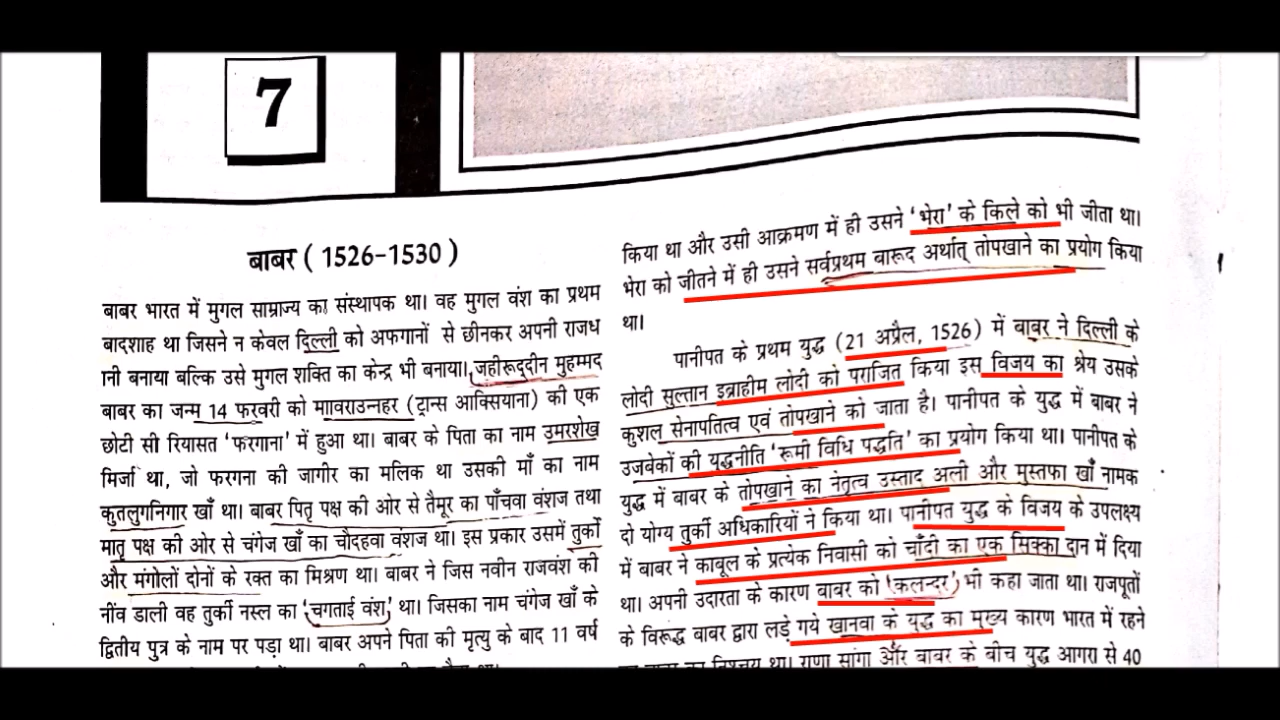 7
बाबर ( 1526-1530 )
बाबर भारत में मुगल साम्राज्य का संस्थापक था। वह मुगल वंश का प्रथम
बादशाह था जिसने न केवल दिल्ली को अफगानों से छीनकर अपनी राजध
ानी बनाया बल्कि उसे मुगल शक्ति का केन्द्र भी बनाया। जहीरूद्दीन मुहम्मद
बाबर का जन्म 14 फरवरी को माावराउन्नहर (ट्रान्स आक्सियाना) की एक
छोटी सी रियासत 'फरगाना' में हुआ था। बाबर के पिता का नाम उमरशेख
मिर्जा था, जो फरगना की जागीर का मलिक था उसकी माँ का नाम
कुतलुगनिगार खाँ था। बाबर पितृ पक्ष की ओर से तैमूर का पाँचवा वंशज तथा
मातृ पक्ष की ओर से चंगेज खाँ का चौदहवा वंशज था। इस प्रकार उसमें तुर्कों
और मंगोलों दोनों के रक्त का मिश्रण था। बाबर ने जिस नवीन राजवंश की
नींव डाली वह तुर्की नस्ल का 'चगताई वंश' था। जिसका नाम चंगेज खाँ के
द्वितीय पुत्र के नाम पर पड़ा था। बाबर अपने पिता की मृत्यु के बाद 11 वर्ष
किया था और उसी आक्रमण में ही उसने 'भेरा' के किले को भी जीता था।
भेरा को जीतने में ही उसने सर्वप्रथम बारूद अर्थात् तोपखाने का प्रयोग किया
था।
पानीपत के प्रथम युद्ध (21 अप्रैल, 1526) में बाबर ने दिल्ली के
लोदी सुल्तान इब्राहीम लोदी को पराजित किया इस विजय का श्रेय उसके
कुशल सेनापतित्व एवं तोपखाने को जाता है। पानीपत के युद्ध में बाबर ने
उजबेकों की युद्धनीति 'रूमी विधि पद्धति' का प्रयोग किया था। पानीपत के
युद्ध में बाबर के तोपखाने का नेतृत्व उस्ताद अली और मुस्तफा खाँ नामक
दो योग्य तुर्की अधिकारियों ने किया था। पानीपत युद्ध के विजय के उपलक्ष्य
में बाबर ने काबूल के प्रत्येक निवासी को चाँदी का एक सिक्का दान में दिया
था। अपनी उदारता के कारण बाबर को 'कलन्दर' भी कहा जाता था। राजपूतों
के विरूद्ध बाबर द्वारा लड़े गये खानवा के युद्ध का मुख्य कारण भारत में रहने
का निश्चय था। राणा सांगा और बाबर के बीच युद्ध आगरा से 40